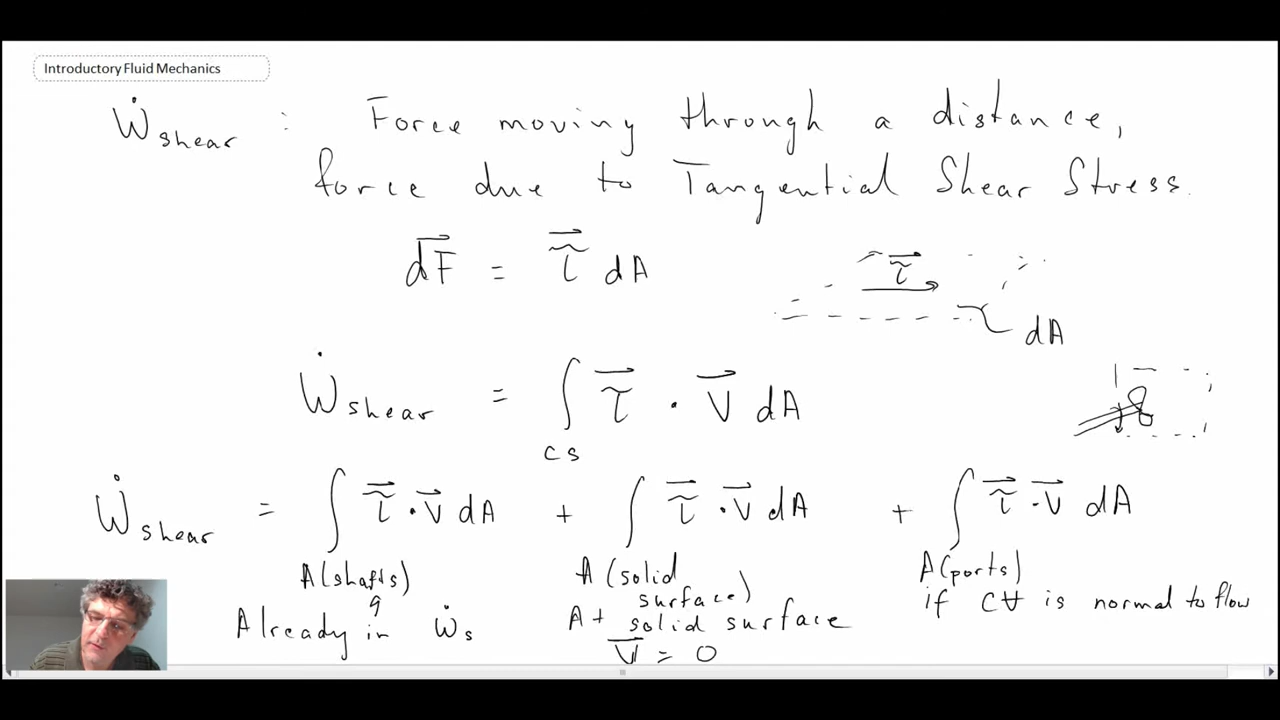 Introductory Fluid Mechanics
Ẇshear : Force moving through a distance,
force due to Tangential Shear Stress.
d⃗F = τ⃗ dA
τ⃗
dA
Ẇshear = ∫CS τ⃗ · V⃗ dA
Ẇshear = ∫ τ⃗ · V⃗ dA + ∫ τ⃗ · V⃗ dA + ∫ τ⃗ · V⃗ dA
A(shafts) A(solid surface) A(ports)
Already in Ẇs
At solid surface
V⃗ = 0
if CV is normal to flow